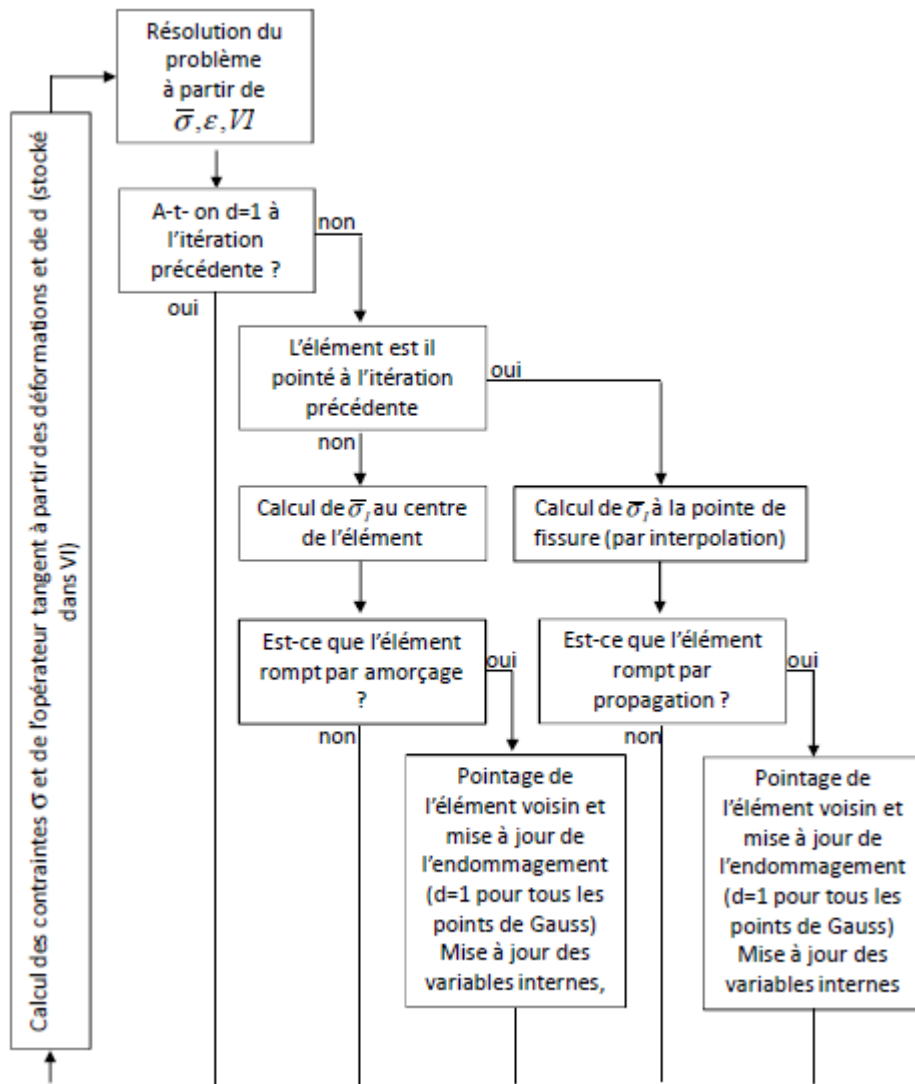 Résolution du
problème
à partir de
σ̅, ε, VI
A-t- on d=1 à
l'itération
précédente ?
non
oui
L'élément est il
pointé à l'itération
précédente
oui
non
Calcul de σ̅I au centre
de l'élément
Calcul de σ̅I à la pointe de
fissure (par interpolation)
Est-ce que l'élément
rompt par amorçage
?
oui
non
Est-ce que l'élément
rompt par
propagation ?
oui
non
Pointage de
l'élément voisin et
mise à jour de
l'endommagement
(d=1 pour tous les
points de Gauss)
Mise à jour des
variables internes,
Pointage de
l'élément voisin et
mise à jour de
l'endommagement
(d=1 pour tous les
points de Gauss)
Mise à jour des
variables internes
Calcul des contraintes σ et de l'opérateur tangent à partir des déformations et de d (stocké
dans VI)